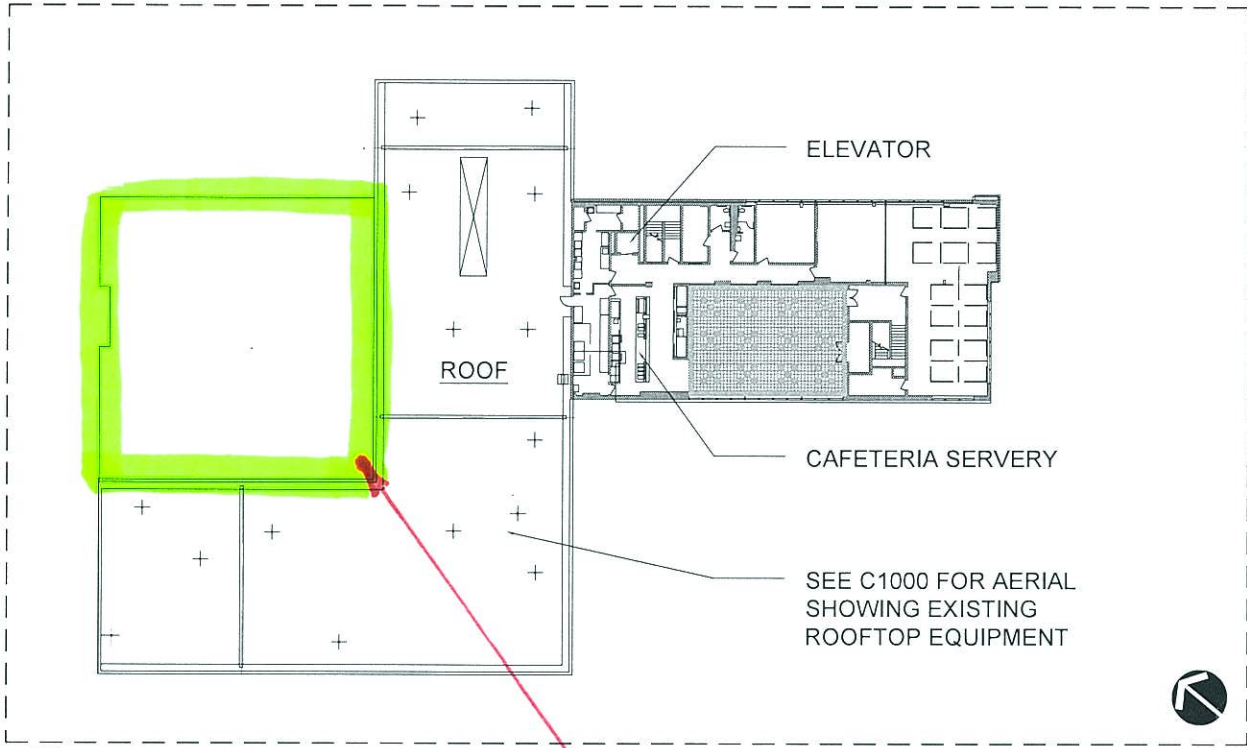 ELEVATOR
ROOF
CAFETERIA SERVERY
SEE C1000 FOR AERIAL
SHOWING EXISTING
ROOFTOP EQUIPMENT